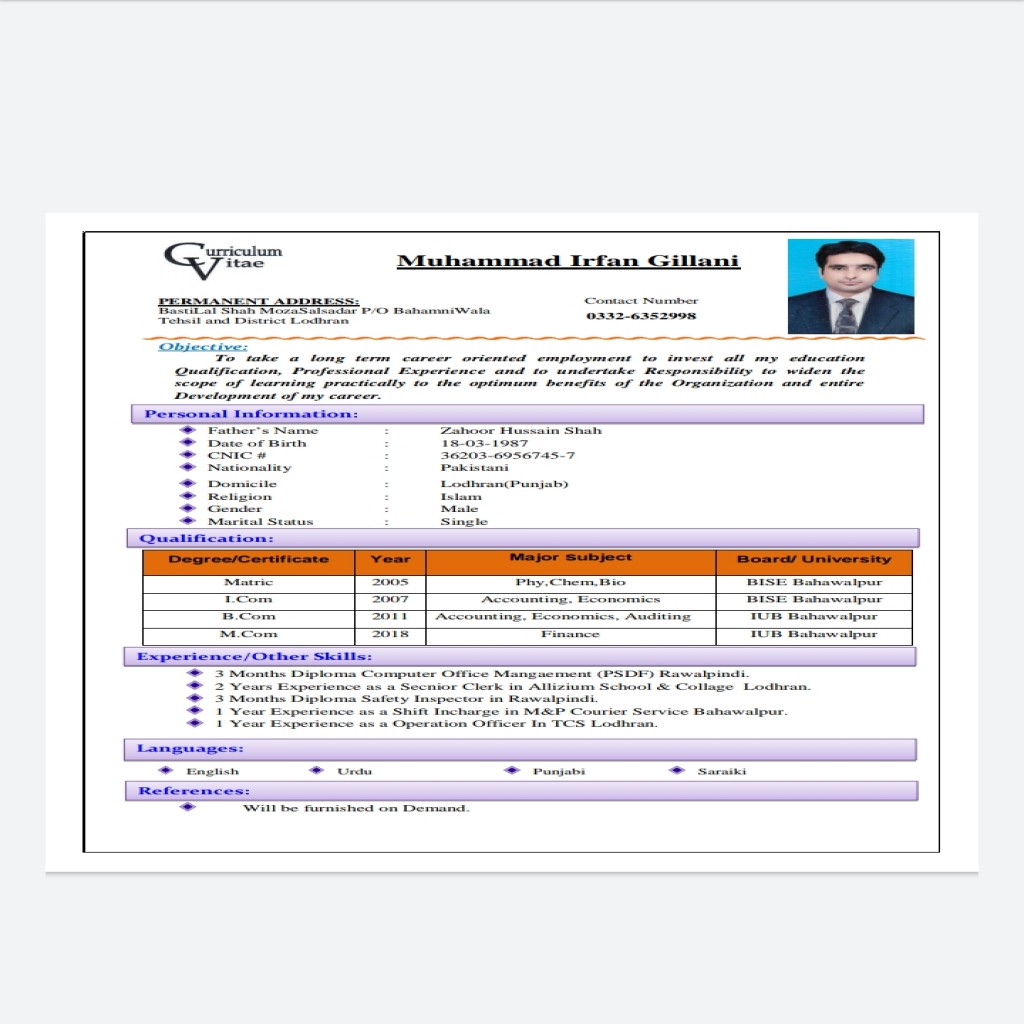 Curriculum
Vitae
Muhammad Irfan Gillani
PERMANENT ADDRESS:
BastiLal Shah MozaSalsadar P/O BahamniWala
Tehsil and District Lodhran
Contact Number
0332-6352998
Objective:
To take a long term career oriented employment to invest all my education
Qualification, Professional Experience and to undertake Responsibility to widen the
scope of learning practically to the optimum benefits of the Organization and entire
Development of my career.
Personal Information:
Father's Name : Zahoor Hussain Shah
Date of Birth : 18-03-1987
CNIC # : 36203-6956745-7
Nationality : Pakistani
Domicile : Lodhran(Punjab)
Religion : Islam
Gender : Male
Marital Status : Single
Qualification:
Degree/Certificate Year Major Subject Board/ University
Matric 2005 Phy,Chem,Bio BISE Bahawalpur
I.Com 2007 Accounting, Economics BISE Bahawalpur
B.Com 2011 Accounting, Economics, Auditing IUB Bahawalpur
M.Com 2018 Finance IUB Bahawalpur
Experience/Other Skills:
3 Months Diploma Computer Office Mangaement (PSDF) Rawalpindi.
2 Years Experience as a Secnior Clerk in Allizium School & Collage Lodhran.
3 Months Diploma Safety Inspector in Rawalpindi.
1 Year Experience as a Shift Incharge in M&P Courier Service Bahawalpur.
1 Year Experience as a Operation Officer In TCS Lodhran.
Languages:
English Urdu Punjabi Saraiki
References:
Will be furnished on Demand.